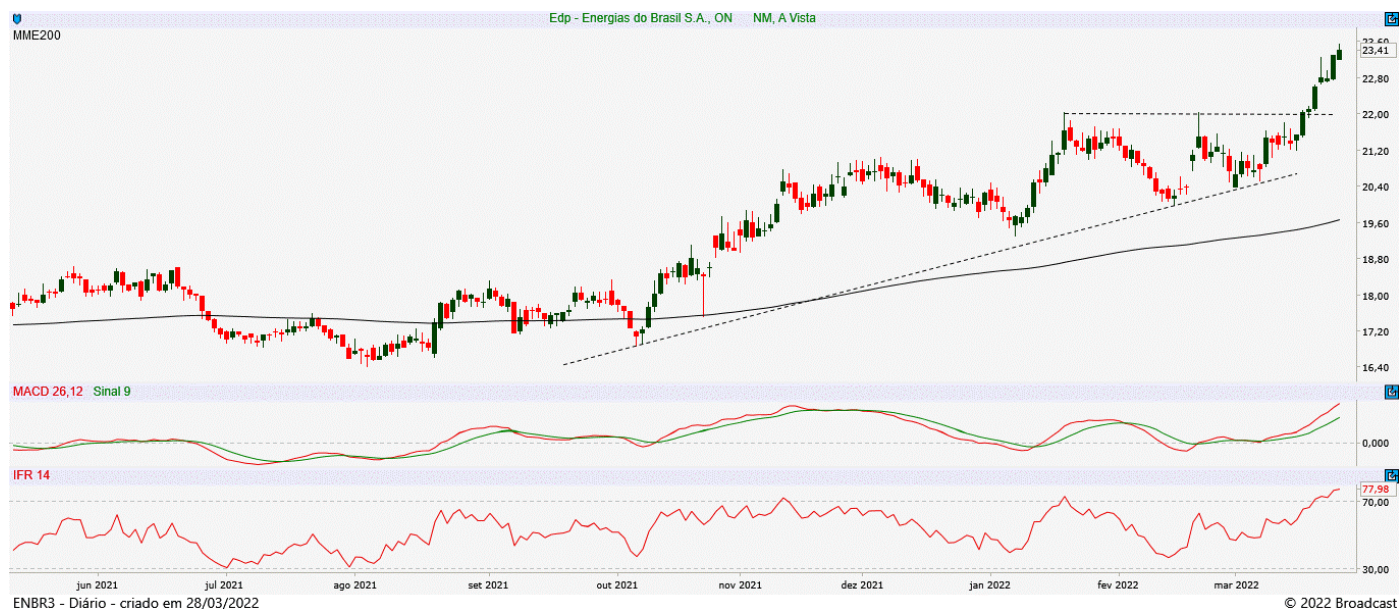 Edp - Energias do Brasil S.A., ON NM, A Vista
MME200
23,60
23,41
22,80
22,00
21,20
20,40
19,60
18,80
18,00
17,20
16,40
MACD 26,12 Sinal 9
0,000
IFR 14
77,98
70,00
30,00
jun 2021 jul 2021 ago 2021 set 2021 out 2021 nov 2021 dez 2021 jan 2022 fev 2022 mar 2022
ENBR3 - Diário - criado em 28/03/2022 © 2022 Broadcast